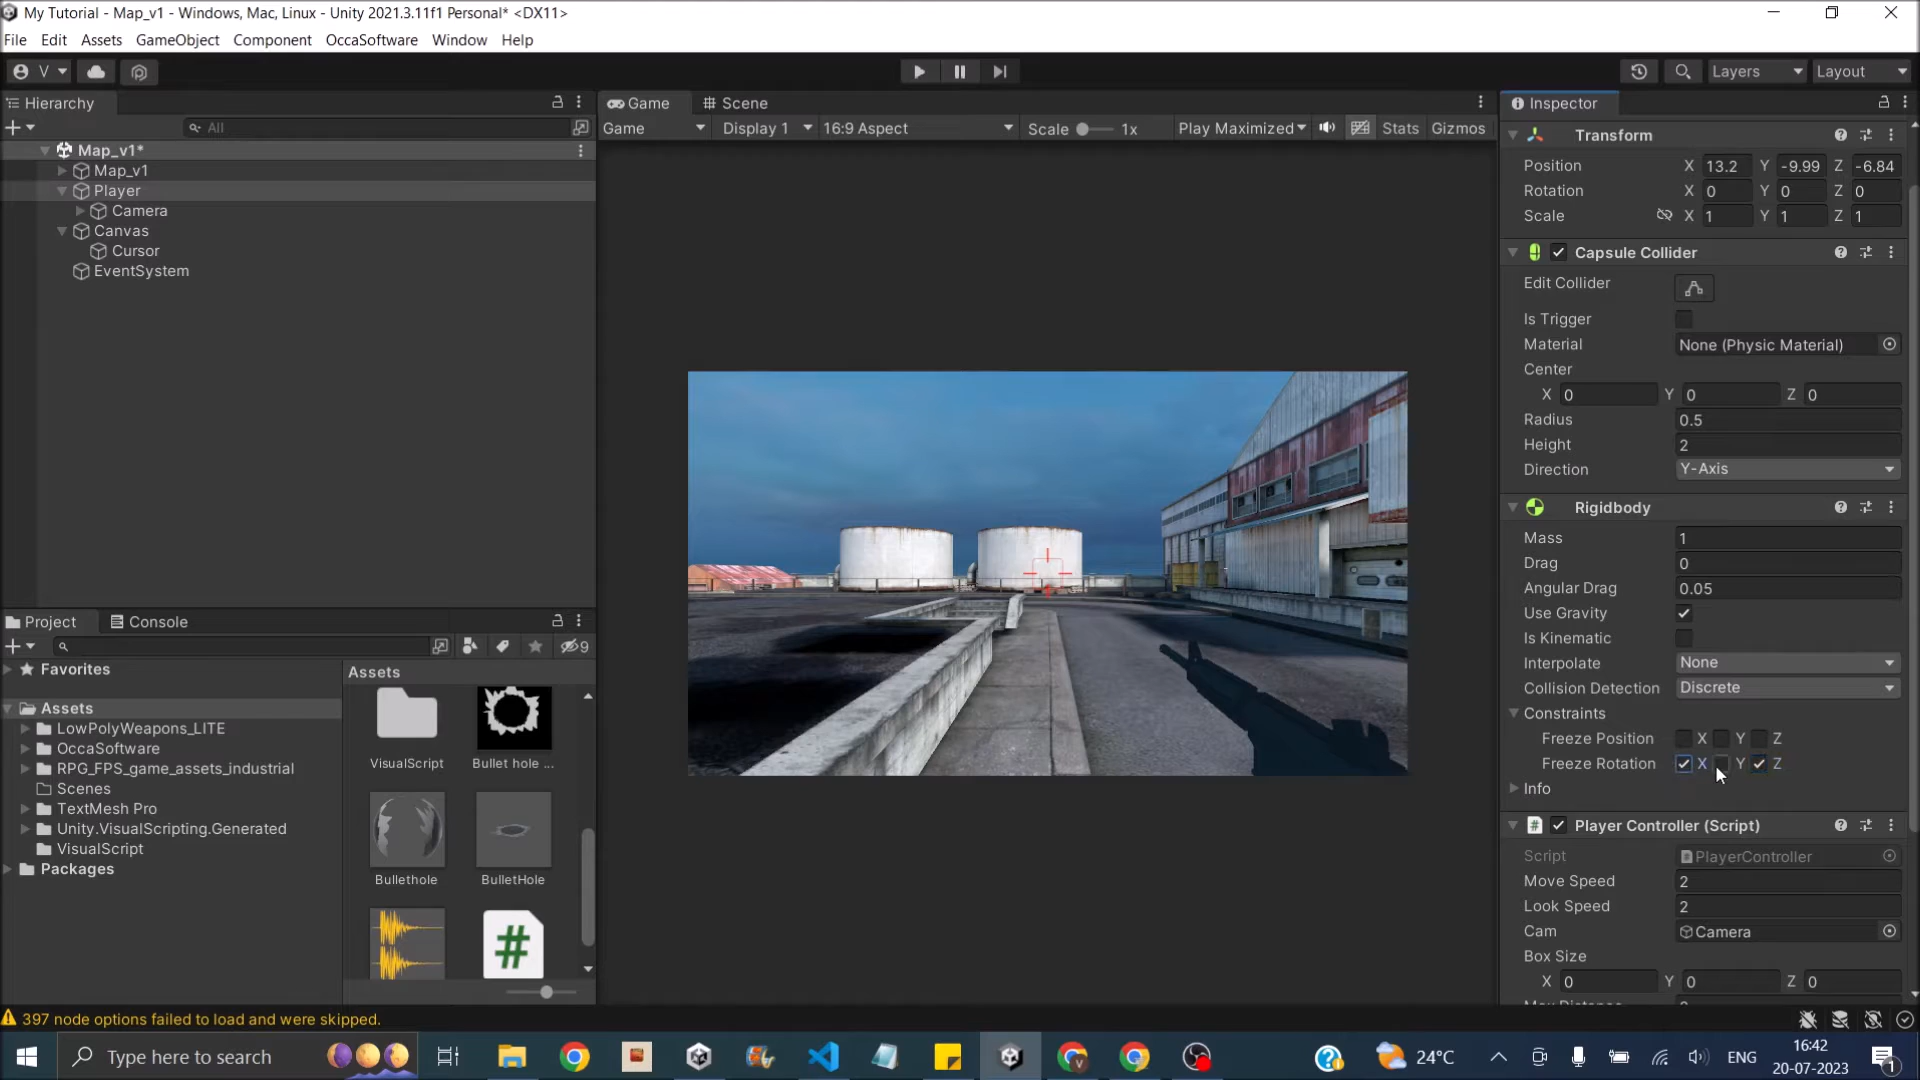 My Tutorial - Map_v1 - Windows, Mac, Linux - Unity 2021.3.11f1 Personal* <DX11>
File Edit Assets GameObject Component OccaSoftware Window Help
V Layers Layout
Hierarchy
All
Map_v1*
Map_v1
Player
Camera
Canvas
Cursor
EventSystem
Game Scene
Game Display 1 16:9 Aspect Scale 1x Play Maximized Stats Gizmos
Inspector
Transform
Position X 13.2 Y -9.99 Z -6.84
Rotation X 0 Y 0 Z 0
Scale X 1 Y 1 Z 1
Capsule Collider
Edit Collider
Is Trigger
Material None (Physic Material)
Center
X 0 Y 0 Z 0
Radius 0.5
Height 2
Direction Y-Axis
Rigidbody
Mass 1
Drag 0
Angular Drag 0.05
Use Gravity
Is Kinematic
Interpolate None
Collision Detection Discrete
Constraints
Freeze Position X Y Z
Freeze Rotation X Y Z
Info
# Player Controller (Script)
Script PlayerController
Move Speed 2
Look Speed 2
Cam Camera
Box Size
X 0 Y 0 Z 0
Project Console
9
Favorites
Assets
LowPolyWeapons_LITE
OccaSoftware
RPG_FPS_game_assets_industrial
Scenes
TextMesh Pro
Unity.VisualScripting.Generated
VisualScript
Packages
Assets
VisualScript Bullet hole ...
Bullethole BulletHole
#
397 node options failed to load and were skipped.
Type here to search
24°C ENG 16:42
20-07-2023
1